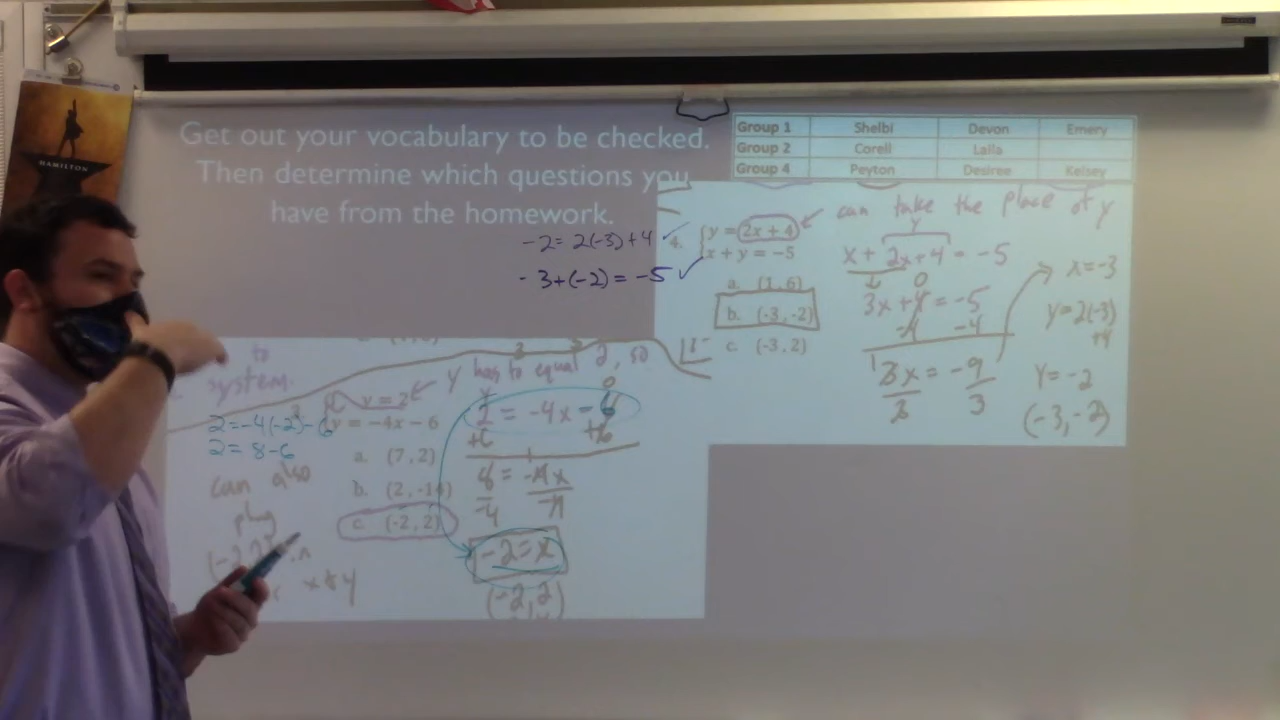 HAMILTON
Get out your vocabulary to be checked.
Then determine which questions you
have from the homework.
Group 1 Shelbi Devon Emery
Group 2 Corell Laila
Group 4 Peyton Desiree Kelsey
can take the place of y
-2 = 2(-3)+4 ✓
-3+(-2) = -5 ✓
4. y = 2x + 4
x + y = -5
a. (1, 6)
b. (-3, -2)
c. (-3, 2)
y
x + 2x+4 = -5
0
3x+4 = -5
-4 -4
3x = -9
3 3
x=-3
y=2(-3)
+4
y= -2
(-3,-2)
to
system.
y has to equal 2, so
y = 2
y = -4x - 6
a. (7, 2)
b. (2, -14)
c. (-2, 2)
2=-4(-2)-6
2= 8-6
can also
plug
x & y
y
2 = -4x - 6
+6 +6
8 = -4x
-4 -4
-2=x
(-2,2)